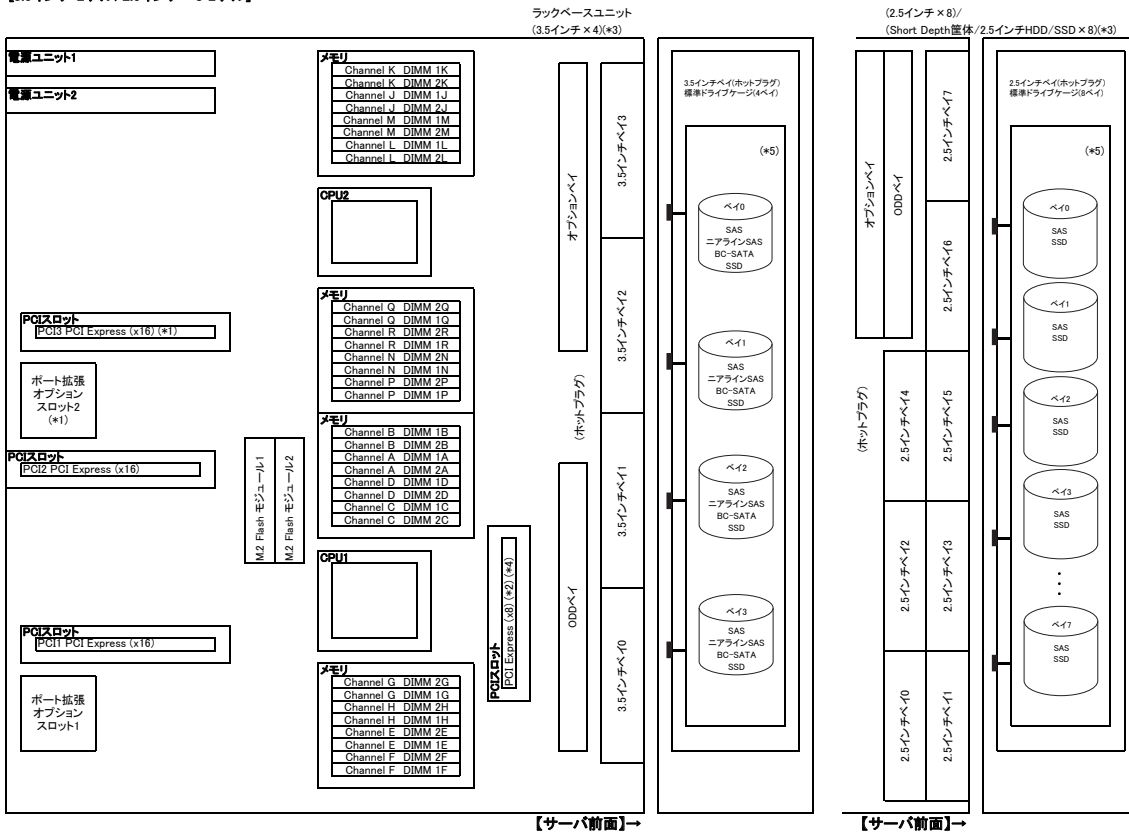 ラックベースユニット
(3.5インチ×4)(*3)
(2.5インチ×8)/
(Short Depth筐体/2.5インチHDD/SSD×8)(*3)
電源ユニット1
電源ユニット2
PCIスロット
PCI3 PCI Express (x16) (*1)
ポート拡張
オプション
スロット2
(*1)
PCIスロット
PCI2 PCI Express (x16)
PCIスロット
PCI1 PCI Express (x16)
ポート拡張
オプション
スロット1
M.2 Flash モジュール1
M.2 Flash モジュール2
メモリ
Channel K DIMM 1K
Channel K DIMM 2K
Channel J DIMM 1J
Channel J DIMM 2J
Channel M DIMM 1M
Channel M DIMM 2M
Channel L DIMM 1L
Channel L DIMM 2L
CPU2
メモリ
Channel Q DIMM 2Q
Channel Q DIMM 1Q
Channel R DIMM 2R
Channel R DIMM 1R
Channel N DIMM 2N
Channel N DIMM 1N
Channel P DIMM 2P
Channel P DIMM 1P
メモリ
Channel B DIMM 1B
Channel B DIMM 2B
Channel A DIMM 1A
Channel A DIMM 2A
Channel D DIMM 1D
Channel D DIMM 2D
Channel C DIMM 1C
Channel C DIMM 2C
CPU1
メモリ
Channel G DIMM 2G
Channel G DIMM 1G
Channel H DIMM 2H
Channel H DIMM 1H
Channel E DIMM 2E
Channel E DIMM 1E
Channel F DIMM 2F
Channel F DIMM 1F
PCIスロット
PCI Express (x8) (*2) (*4)
オプションベイ
(ホットプラグ)
ODDベイ
3.5インチベイ3
3.5インチベイ2
3.5インチベイ1
3.5インチベイ0
【サーバ前面】→
3.5インチベイ(ホットプラグ)
標準ドライブケージ(4ベイ)
(*5)
ベイ0
SAS
ニアラインSAS
BC-SATA
SSD
ベイ1
SAS
ニアラインSAS
BC-SATA
SSD
ベイ2
SAS
ニアラインSAS
BC-SATA
SSD
ベイ3
SAS
ニアラインSAS
BC-SATA
SSD
オプションベイ
ODDベイ
(ホットプラグ)
2.5インチベイ7
2.5インチベイ6
2.5インチベイ4
2.5インチベイ5
2.5インチベイ2
2.5インチベイ3
2.5インチベイ0
2.5インチベイ1
【サーバ前面】→
2.5インチベイ(ホットプラグ)
標準ドライブケージ(8ベイ)
(*5)
ベイ0
SAS
SSD
ベイ1
SAS
SSD
ベイ2
SAS
SSD
ベイ3
SAS
SSD
・・・
ベイ7
SAS
SSD